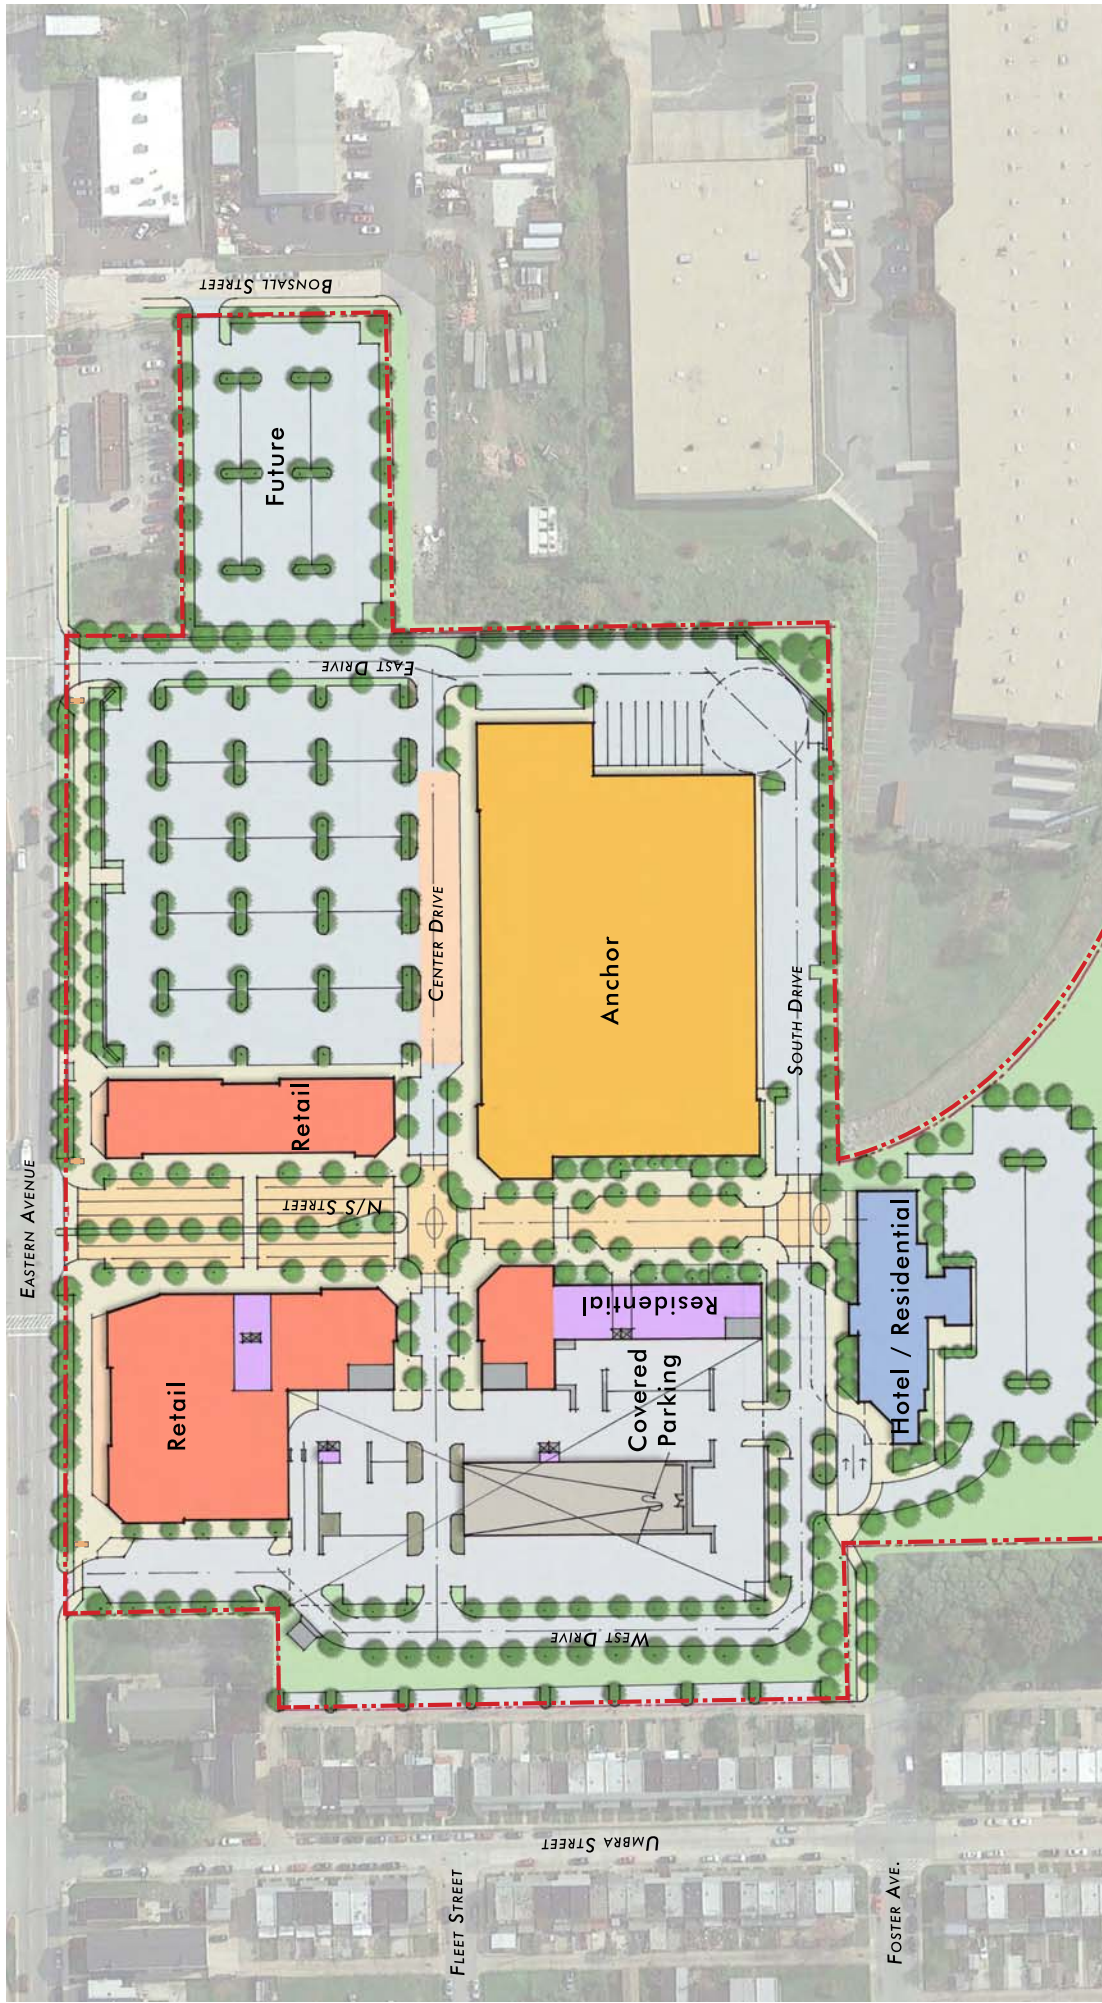 EASTERN AVENUE
BONSALL STREET
Future
EAST DRIVE
CENTER DRIVE
Retail
Anchor
N/S STREET
SOUTH DRIVE
Retail
Residential
Covered
Parking
Hotel / Residential
WEST DRIVE
UMBRA STREET
FLEET STREET
FOSTER AVE.